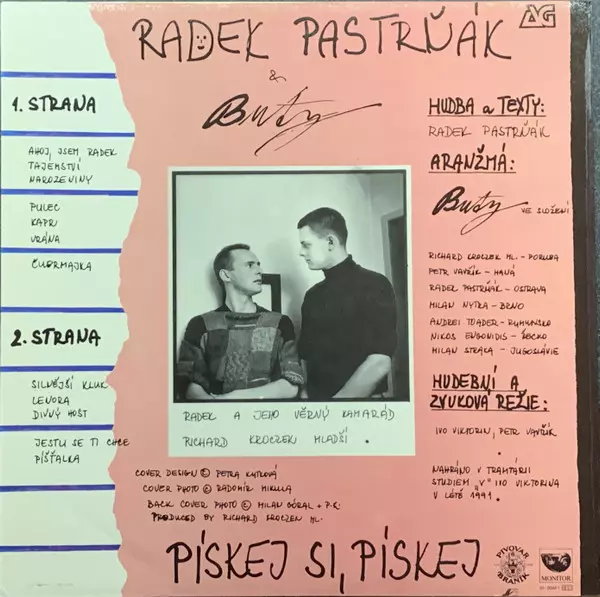 AG
RADEK PASTRŇÁK
&
Buty
1. STRANA
AHOJ, JSEM RADEK
TAJEMSTVÍ
NAROZENINY
PULEC
KAPR
VRÁNA
ČUDRMAJKA
2. STRANA
SILNĚJŠÍ KLUK
LENORA
DIVNÝ HOST
JESTLI SE TI CHCE
PÍŠŤALKA
RADEK A JEHO VĚRNÝ KAMARÁD
RICHARD KROCZEK MLADŠÍ.
COVER DESIGN © PETRA KUTLOVÁ
COVER PHOTO © RADOMÍR MIKULA
BACK COVER PHOTO © MILAN GÓRAL + P.K.
PRODUCED BY RICHARD KROCZEK ML.
HUDBA a TEXTY:
RADEK PASTRŇÁK
ARANŽMÁ:
Buty VE SLOŽENÍ
RICHARD KROCZEK ML. - PORUBA
PETR VAVŘÍK - HANÁ
RADEK PASTRŇÁK - OSTRAVA
MILAN NYTRA - BRNO
ANDREI TOADER - RUMUNSKO
NIKOS ENGONIDIS - ŘECKO
MILAN STRAKA - JUGOSLÁVIE
HUDEBNÍ A
ZVUKOVÁ REŽIE:
IVO VIKTORIN, PETR VAVŘÍK
NAHRÁNO V TRAMTÁRII
STUDIEM "V" IVO VIKTORINA
V LÉTĚ 1991.
PÍSKEJ SI, PÍSKEJ
PIVOVAR
BRANÍK
MONITOR